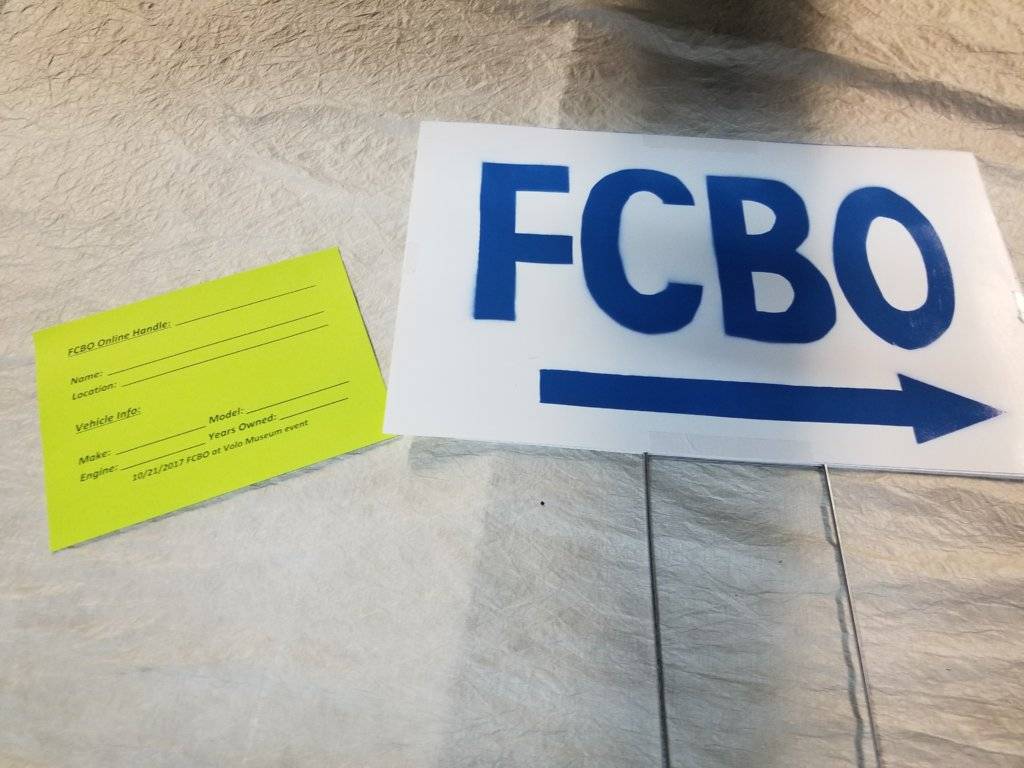 FCBO Online Handle:
Name:
Location:
Vehicle Info:
Make: Model:
Engine: Years Owned:
10/21/2017 FCBO at Volo Museum event
FCBO